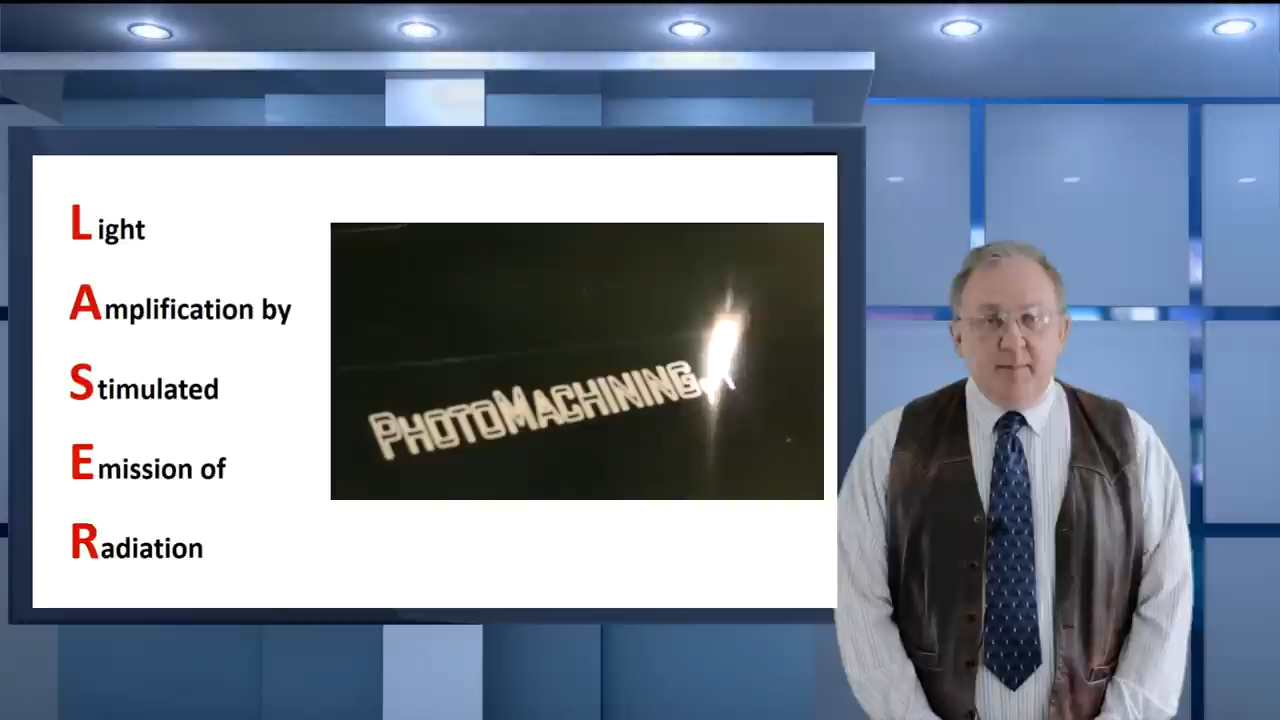 Light
Amplification by
Stimulated
Emission of
Radiation
PHOTOMACHINING